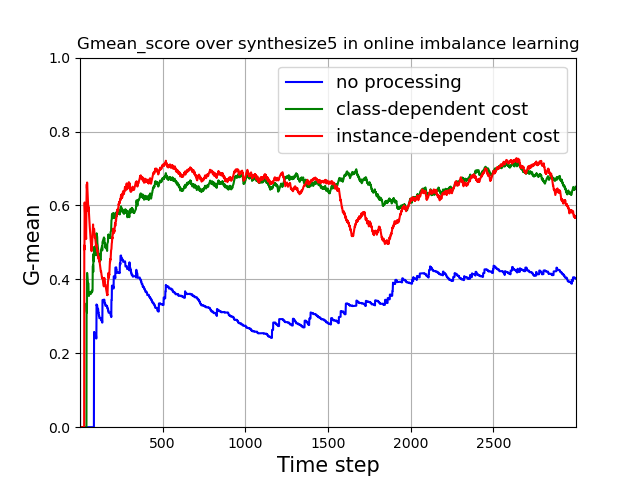 Gmean_score over synthesize5 in online imbalance learning
no processing
class-dependent cost
instance-dependent cost
G-mean
1.0
0.8
0.6
0.4
0.2
0.0
500 1000 1500 2000 2500
Time step